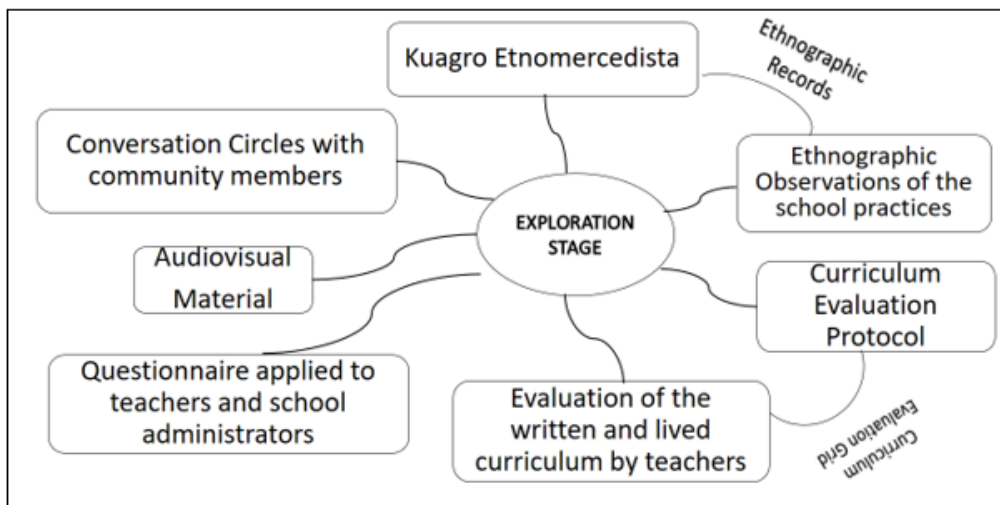 Kuagro Etnomercedista
Ethnographic
Records
Conversation Circles with
community members
Ethnographic
Observations of the
school practices
EXPLORATION
STAGE
Audiovisual
Material
Curriculum
Evaluation
Protocol
Questionnaire applied to
teachers and school
administrators
Evaluation of the
written and lived
curriculum by teachers
Curriculum
Evaluation Grid